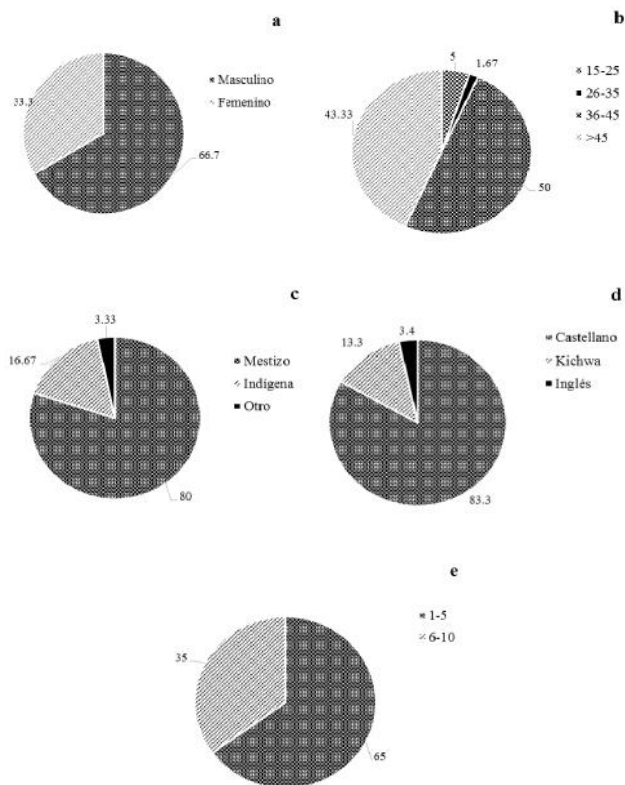 a
33.3
66.7
Masculino
Femenino
b
5
1.67
43.33
50
15-25
26-35
36-45
>45
c
3.33
16.67
80
Mestizo
Indígena
Otro
d
3.4
13.3
83.3
Castellano
Kichwa
Inglés
e
35
65
1-5
6-10